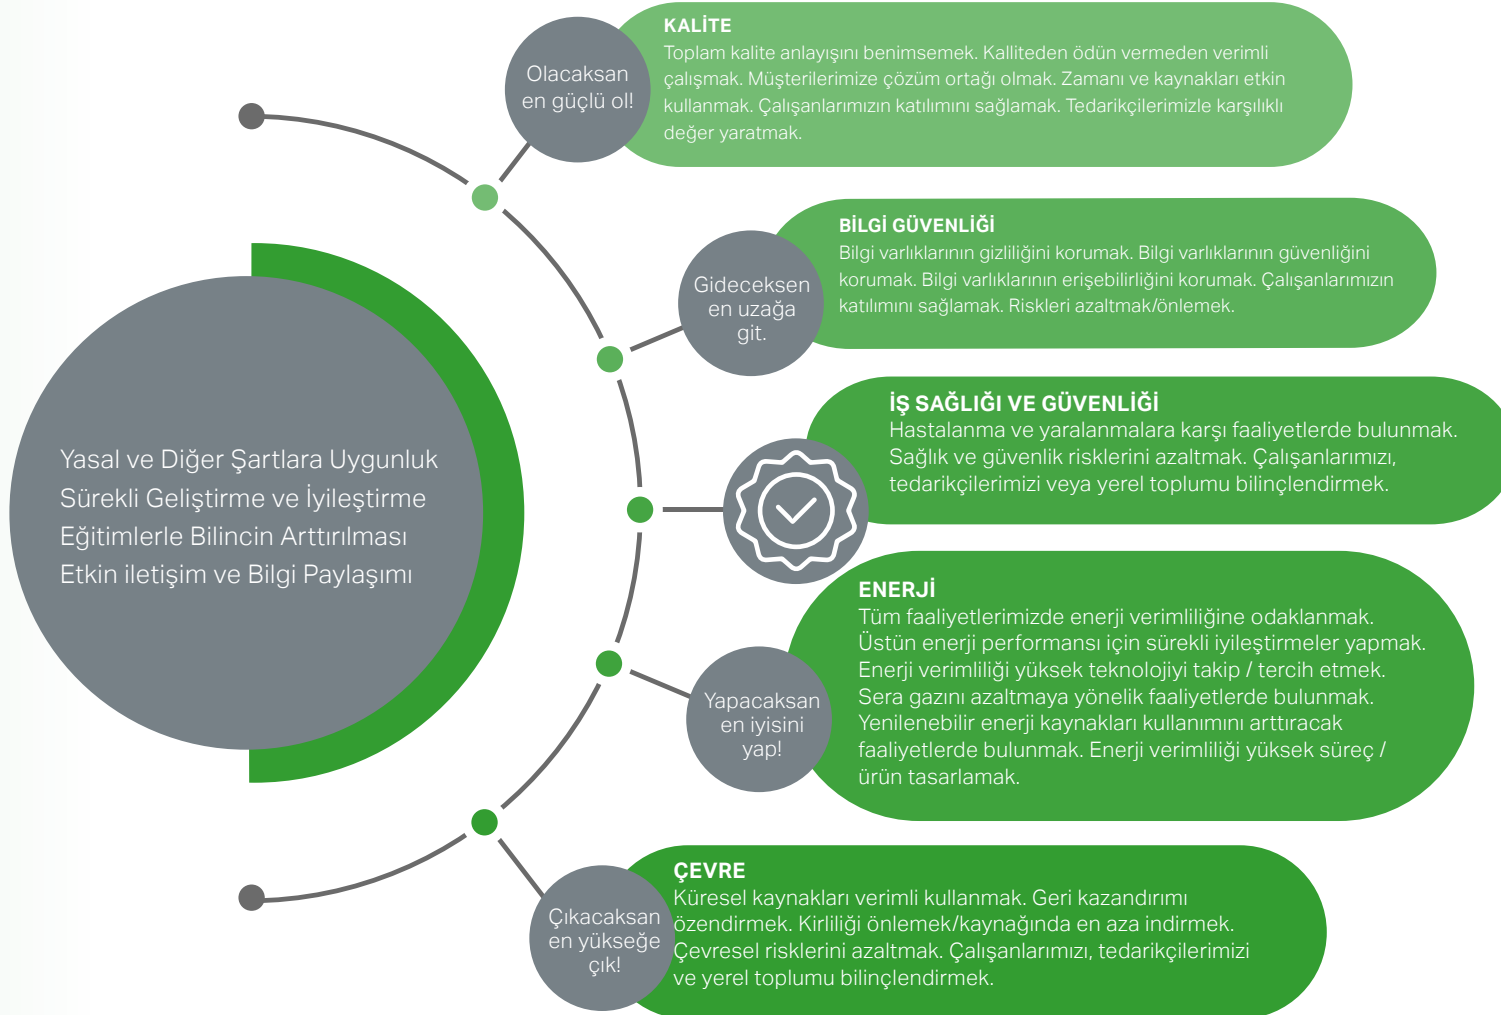 Olacaksan
en güçlü ol!
KALİTE
Toplam kalite anlayışını benimsemek. Kalliteden ödün vermeden verimli
çalışmak. Müşterilerimize çözüm ortağı olmak. Zamanı ve kaynakları etkin
kullanmak. Çalışanlarımızın katılımını sağlamak. Tedarikçilerimizle karşılıklı
değer yaratmak.
Gideceksen
en uzağa
git.
BİLGİ GÜVENLİĞİ
Bilgi varlıklarının gizliliğini korumak. Bilgi varlıklarının güvenliğini
korumak. Bilgi varlıklarının erişebilirliğini korumak. Çalışanlarımızın
katılımını sağlamak. Riskleri azaltmak/önlemek.
İŞ SAĞLIĞI VE GÜVENLİĞİ
Hastalanma ve yaralanmalara karşı faaliyetlerde bulunmak.
Sağlık ve güvenlik risklerini azaltmak. Çalışanlarımızı,
tedarikçilerimizi veya yerel toplumu bilinçlendirmek.
Yasal ve Diğer Şartlara Uygunluk
Sürekli Geliştirme ve İyileştirme
Eğitimlerle Bilincin Arttırılması
Etkin iletişim ve Bilgi Paylaşımı
Yapacaksan
en iyisini
yap!
ENERJİ
Tüm faaliyetlerimizde enerji verimliliğine odaklanmak.
Üstün enerji performansı için sürekli iyileştirmeler yapmak.
Enerji verimliliği yüksek teknolojiyi takip / tercih etmek.
Sera gazını azaltmaya yönelik faaliyetlerde bulunmak.
Yenilenebilir enerji kaynakları kullanımını arttıracak
faaliyetlerde bulunmak. Enerji verimliliği yüksek süreç /
ürün tasarlamak.
Çıkacaksan
en yükseğe
çık!
ÇEVRE
Küresel kaynakları verimli kullanmak. Geri kazandırımı
özendirmek. Kirliliği önlemek/kaynağında en aza indirmek.
Çevresel risklerini azaltmak. Çalışanlarımızı, tedarikçilerimizi
ve yerel toplumu bilinçlendirmek.